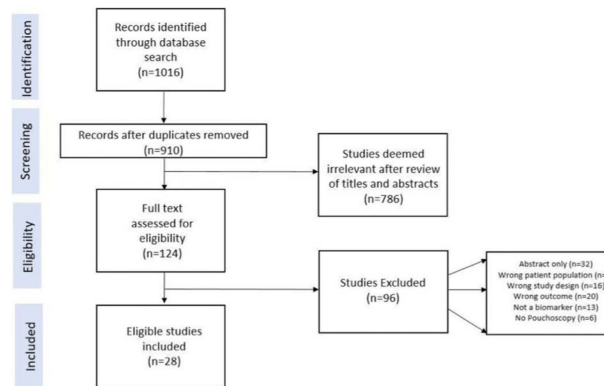 Identification
Records identified
through database
search
(n=1016)
Screening
Records after duplicates removed
(n=910)
Studies deemed
irrelevant after review
of titles and abstracts
(n=786)
Eligibility
Full text
assessed for
eligibility
(n=124)
Studies Excluded
(n=96)
Abstract only (n=32)
Wrong patient population (n=
Wrong study design (n=16)
Wrong outcome (n=20)
Not a biomarker (n=13)
No Pouchoscopy (n=6)
Included
Eligible studies
included
(n=28)